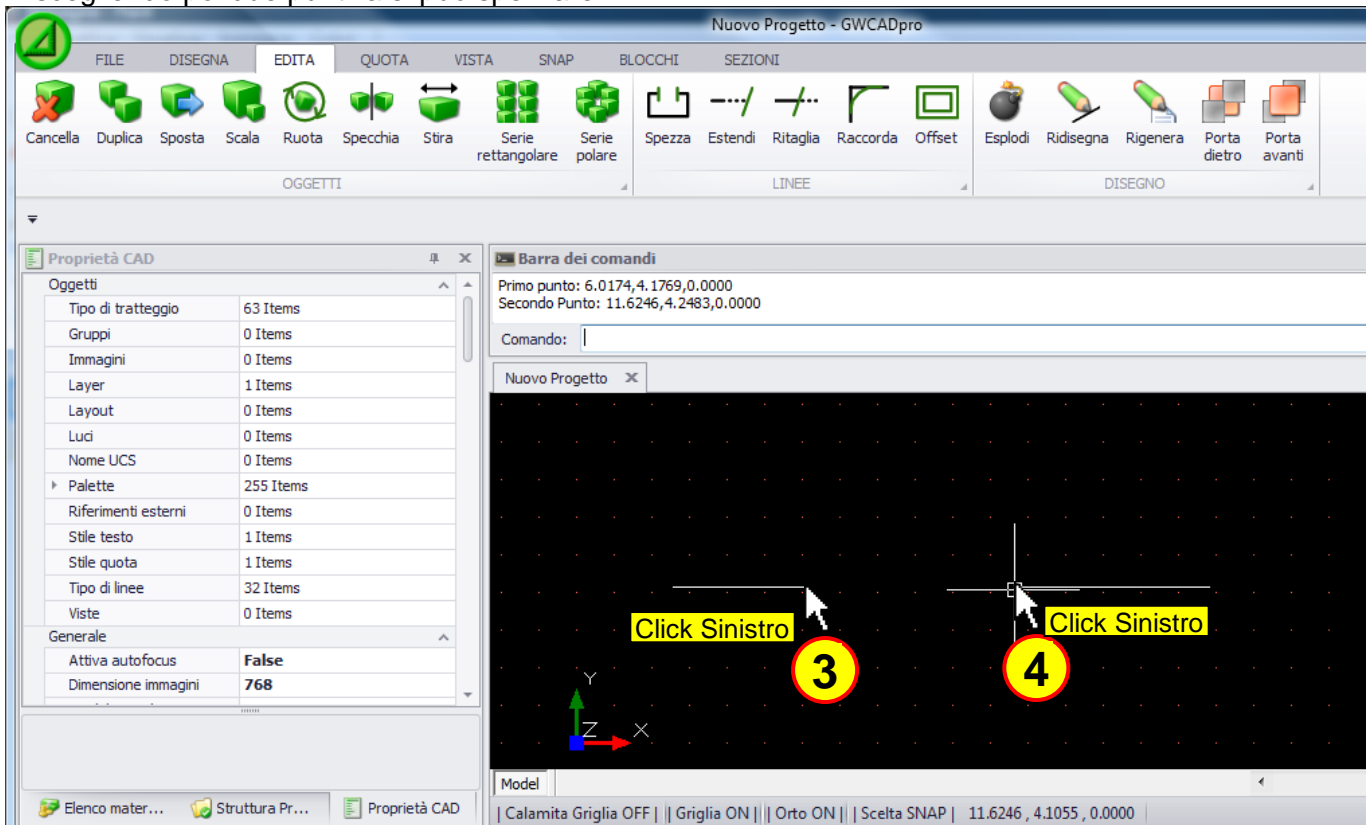 Nuovo Progetto - GWCADpro
FILE DISEGNA EDITA QUOTA VISTA SNAP BLOCCHI SEZIONI
Cancella Duplica Sposta Scala Ruota Specchia Stira Serie rettangolare Serie polare Spezza Estendi Ritaglia Raccorda Offset Esplodi Ridisegna Rigenera Porta dietro Porta avanti
OGGETTI LINEE DISEGNO
Proprietà CAD
Oggetti
Tipo di tratteggio 63 Items
Gruppi 0 Items
Immagini 0 Items
Layer 1 Items
Layout 0 Items
Luci 0 Items
Nome UCS 0 Items
Palette 255 Items
Riferimenti esterni 0 Items
Stile testo 1 Items
Stile quota 1 Items
Tipo di linee 32 Items
Viste 0 Items
Generale
Attiva autofocus False
Dimensione immagini 768
Elenco mater... Struttura Pr... Proprietà CAD
Barra dei comandi
Primo punto: 6.0174,4.1769,0.0000
Secondo Punto: 11.6246,4.2483,0.0000
Comando:
Nuovo Progetto
Click Sinistro
3
Click Sinistro
4
Y
Z X
Model
| Calamita Griglia OFF | | Griglia ON | | Orto ON | | Scelta SNAP | 11.6246 , 4.1055 , 0.0000